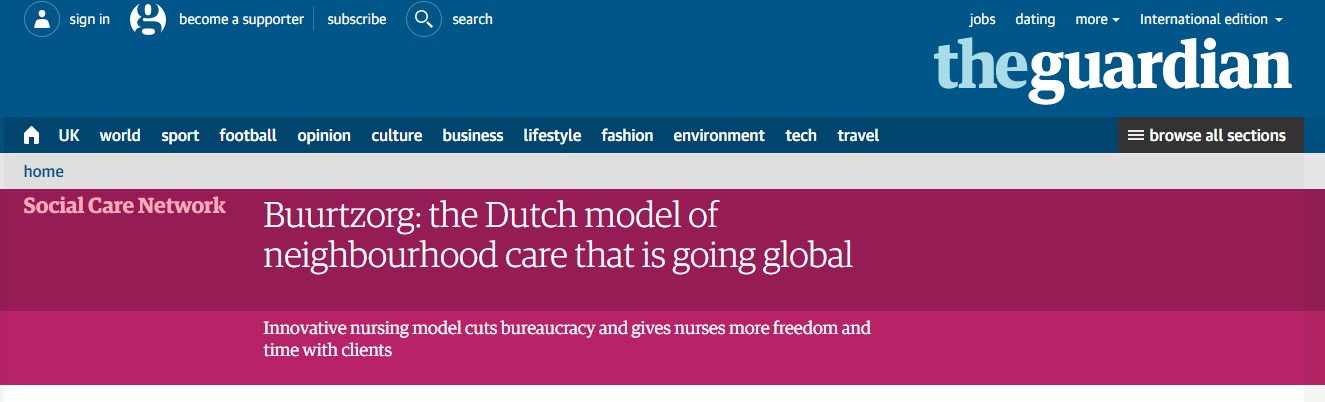 sign in become a supporter subscribe search jobs dating more International edition
theguardian
UK world sport football opinion culture business lifestyle fashion environment tech travel browse all sections
home
Social Care Network
Buurtzorg: the Dutch model of
neighbourhood care that is going global
Innovative nursing model cuts bureaucracy and gives nurses more freedom and
time with clients